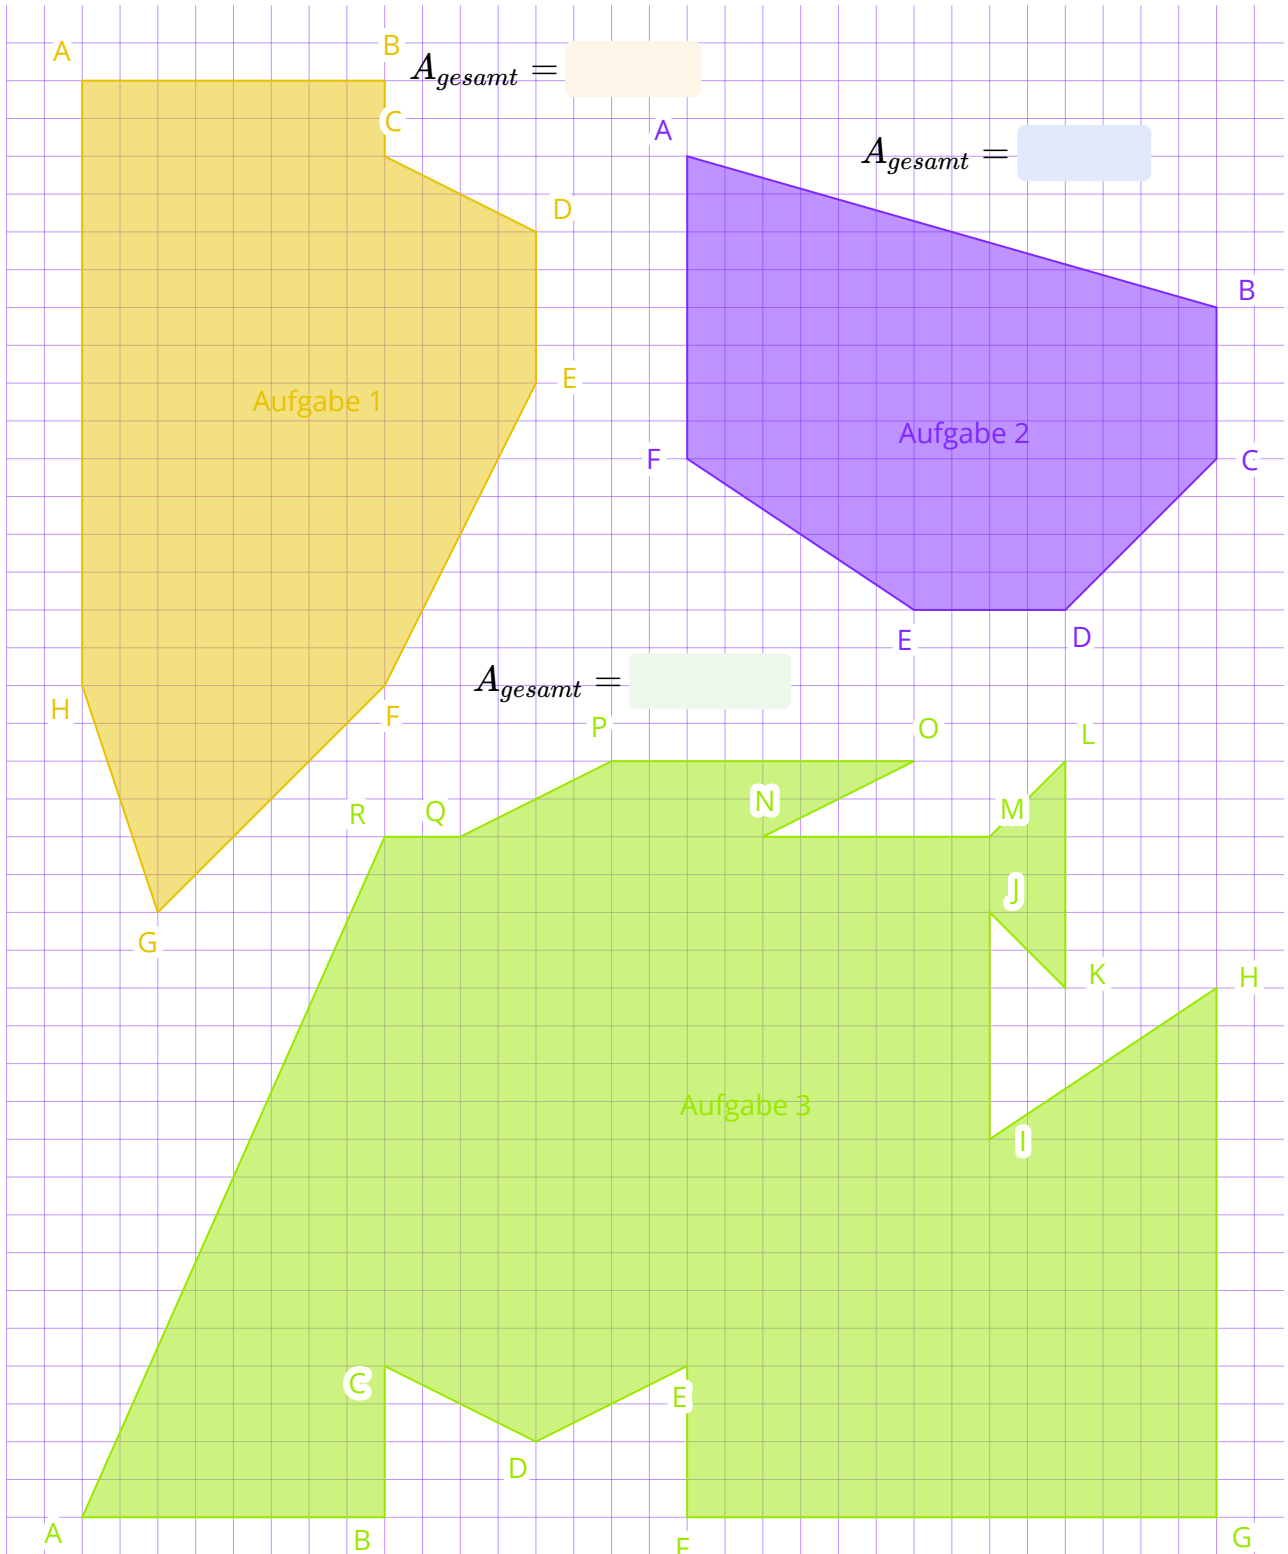 A
B
A_{gesamt} =
C
A
A_{gesamt} =
D
B
E
Aufgabe 1
Aufgabe 2
F
C
E
D
A_{gesamt} =
H
F
P
O
L
R
Q
N
M
J
G
K
H
Aufgabe 3
I
C
E
D
A
B
F
G